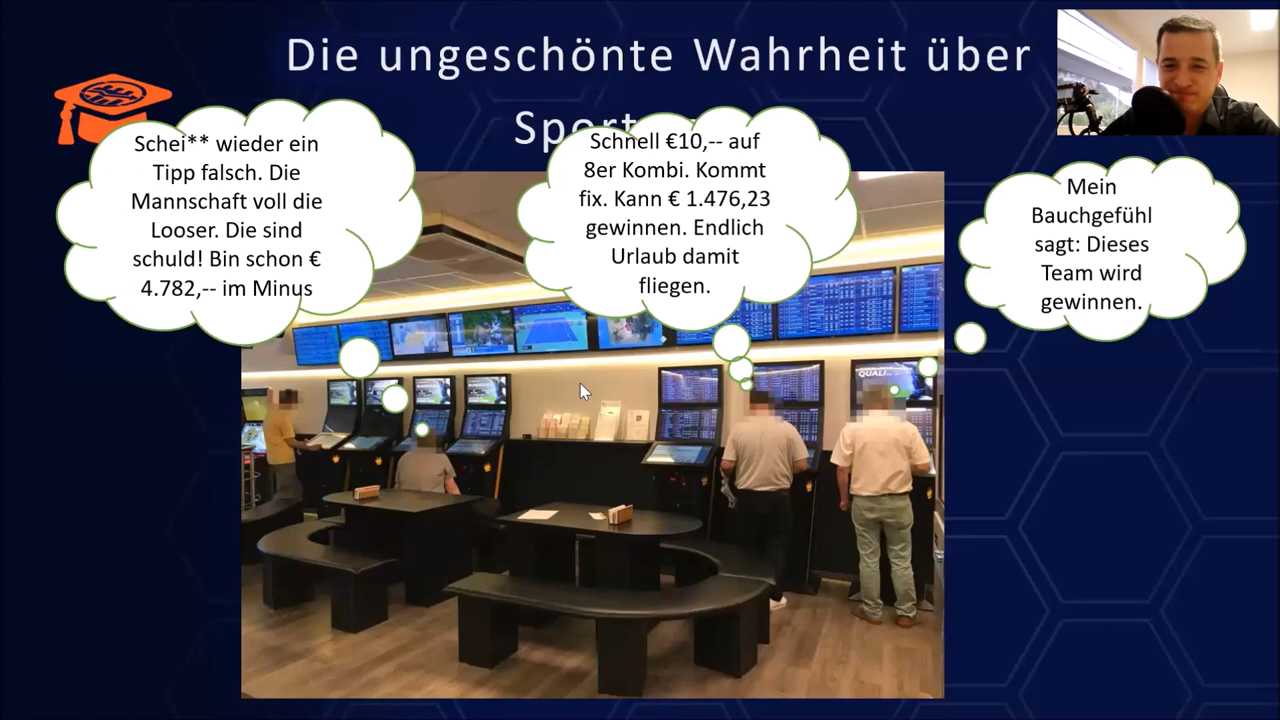 Die ungeschönte Wahrheit über
Schei** wieder ein
Tipp falsch. Die
Mannschaft voll die
Looser. Die sind
schuld! Bin schon €
4.782,-- im Minus
Schnell €10,-- auf
8er Kombi. Kommt
fix. Kann € 1.476,23
gewinnen. Endlich
Urlaub damit
fliegen.
Mein
Bauchgefühl
sagt: Dieses
Team wird
gewinnen.
QUALI